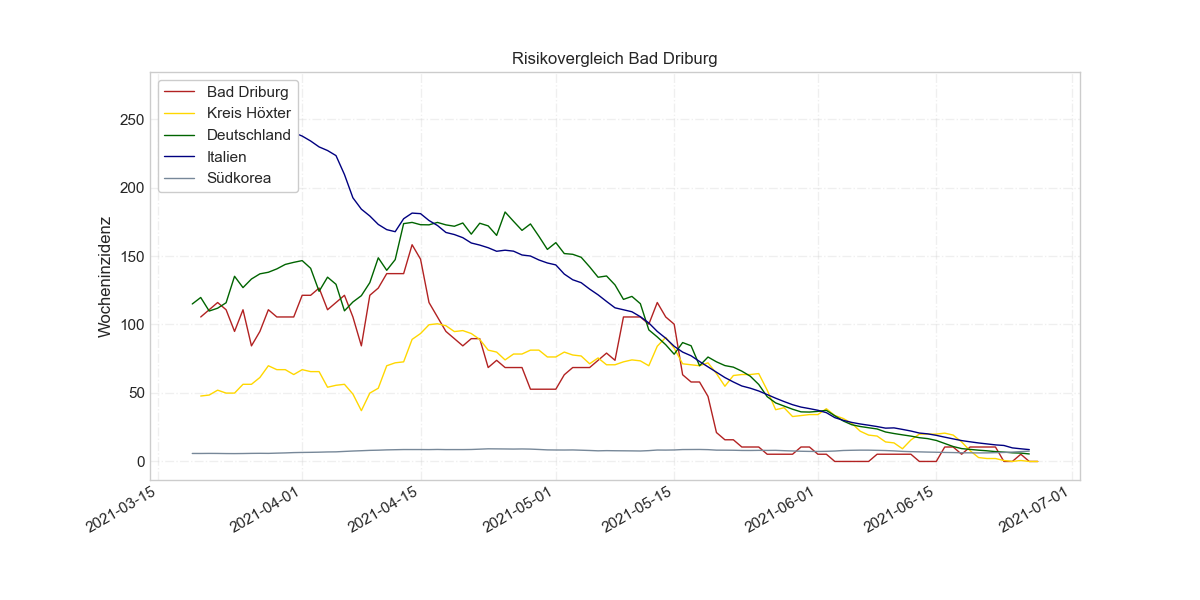 Risikovergleich Bad Driburg
Bad Driburg
Kreis Höxter
Deutschland
Italien
Südkorea
Wocheninzidenz
250
200
150
100
50
0
2021-03-15
2021-04-01
2021-04-15
2021-05-01
2021-05-15
2021-06-01
2021-06-15
2021-07-01